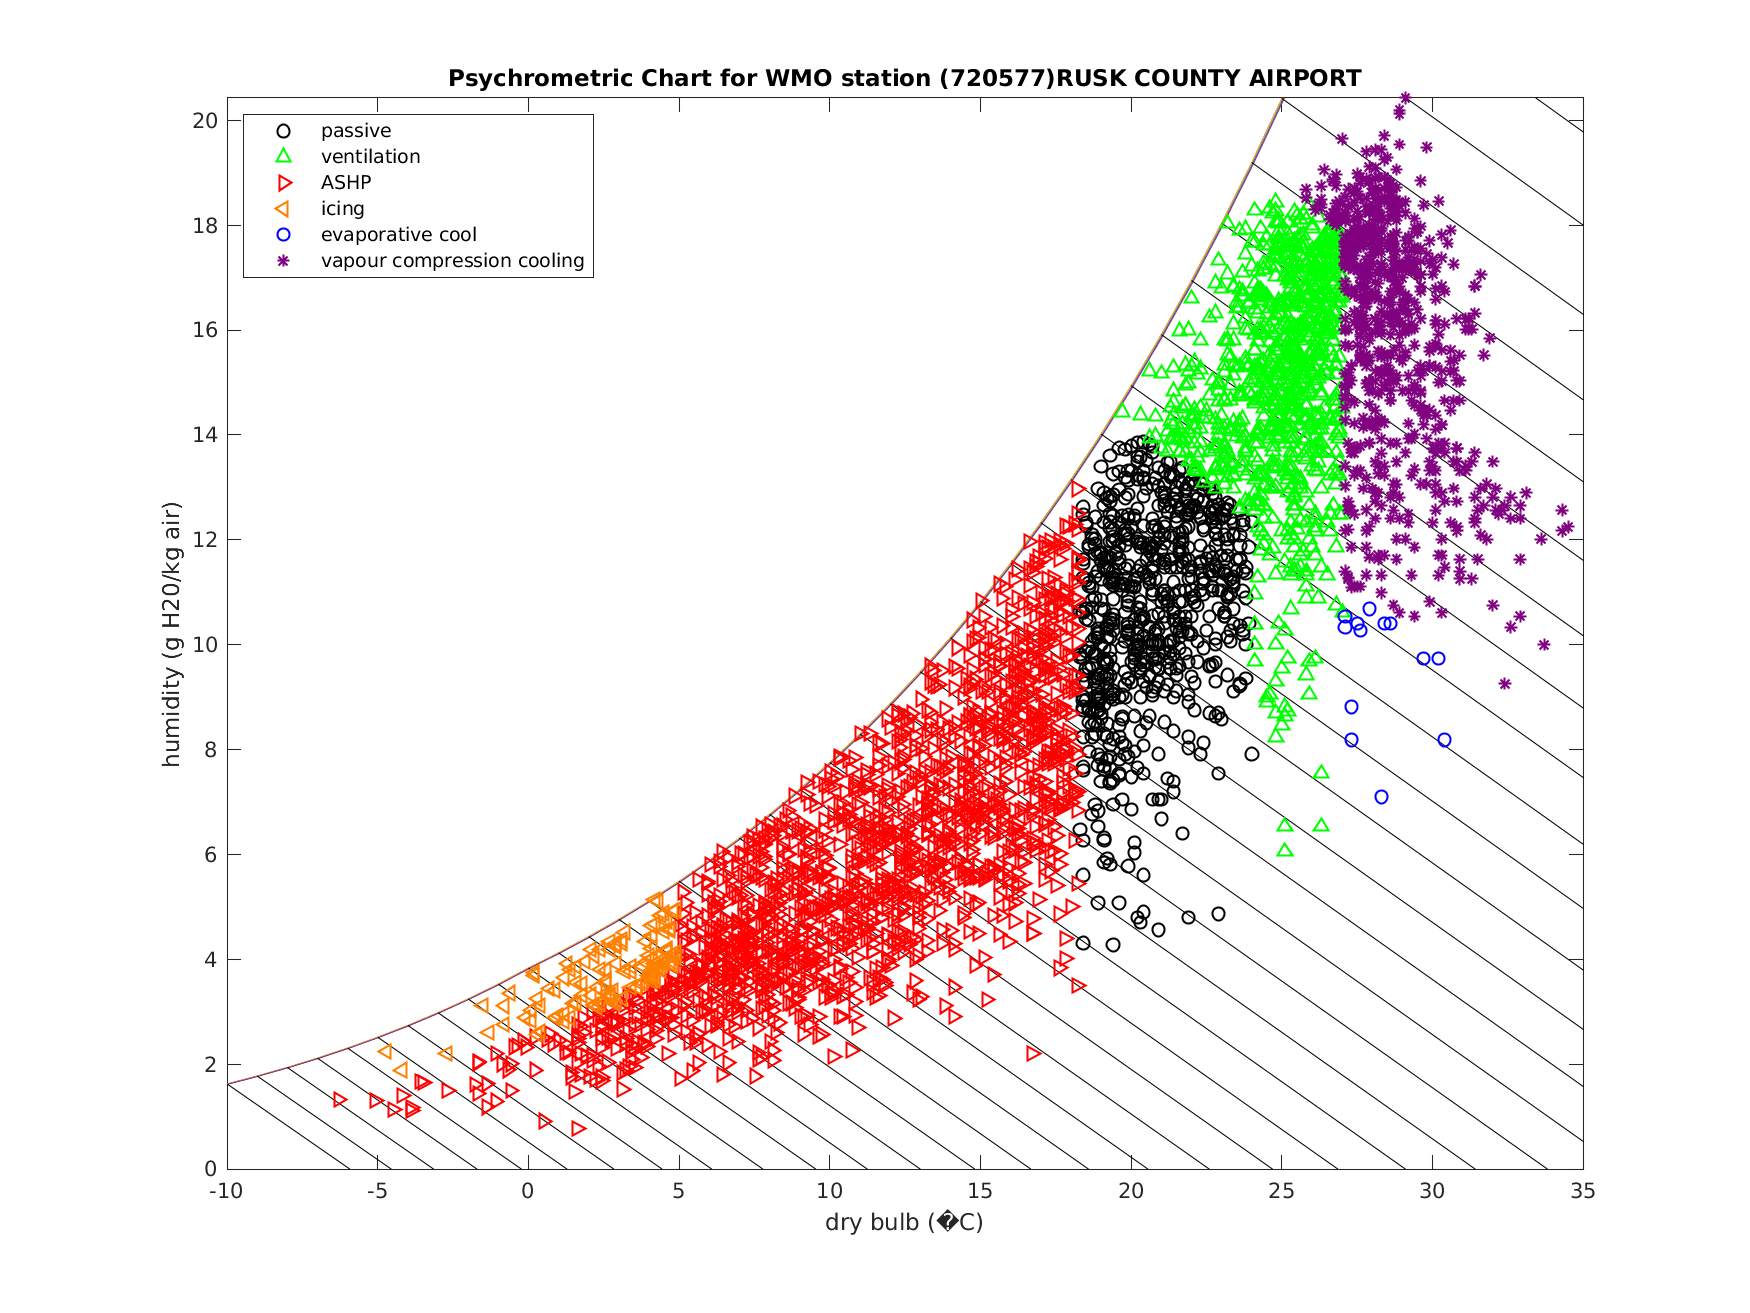 Psychrometric Chart for WMO station (720577)RUSK COUNTY AIRPORT
passive
ventilation
ASHP
icing
evaporative cool
vapour compression cooling
humidity (g H20/kg air)
20
18
16
14
12
10
8
6
4
2
0
-10 -5 0 5 10 15 20 25 30 35
dry bulb (�C)